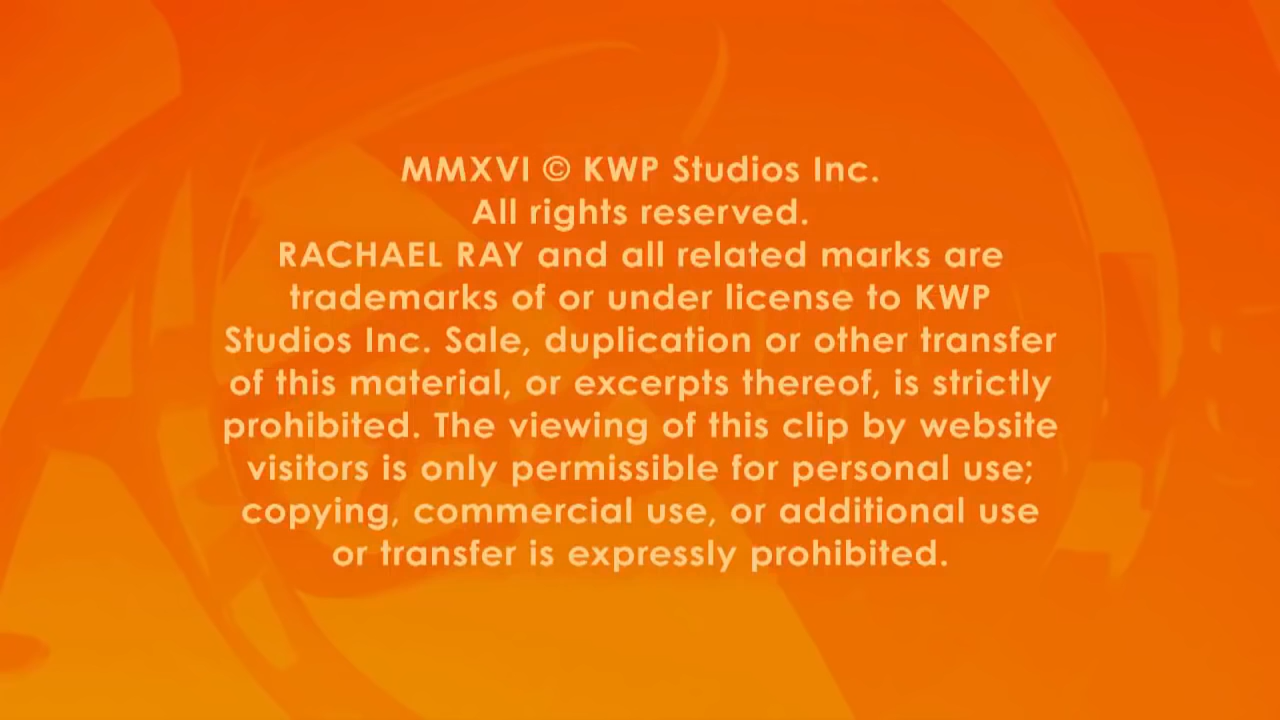 MMXVI © KWP Studios Inc.
All rights reserved.
RACHAEL RAY and all related marks are
trademarks of or under license to KWP
Studios Inc. Sale, duplication or other transfer
of this material, or excerpts thereof, is strictly
prohibited. The viewing of this clip by website
visitors is only permissible for personal use;
copying, commercial use, or additional use
or transfer is expressly prohibited.